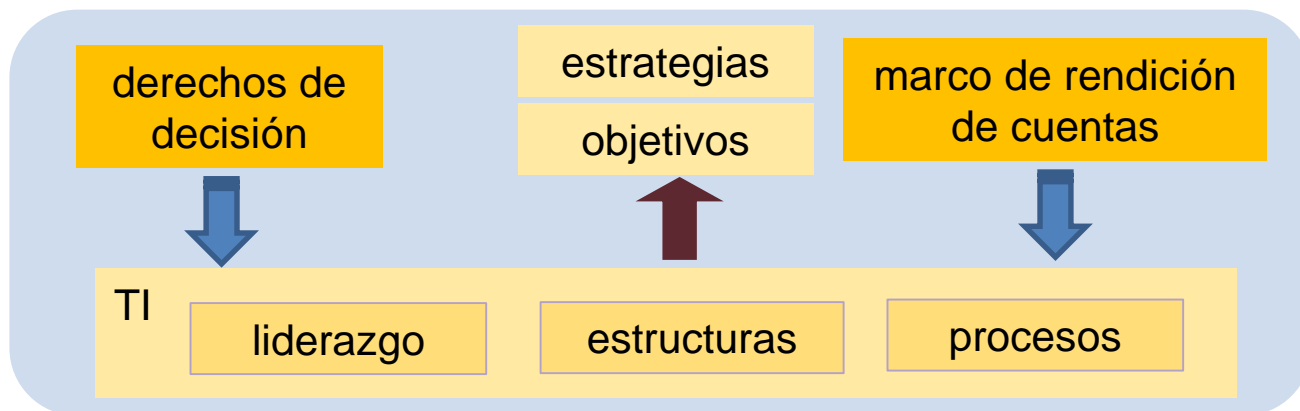 derechos de
decisión
estrategias
objetivos
marco de rendición
de cuentas
TI
liderazgo
estructuras
procesos